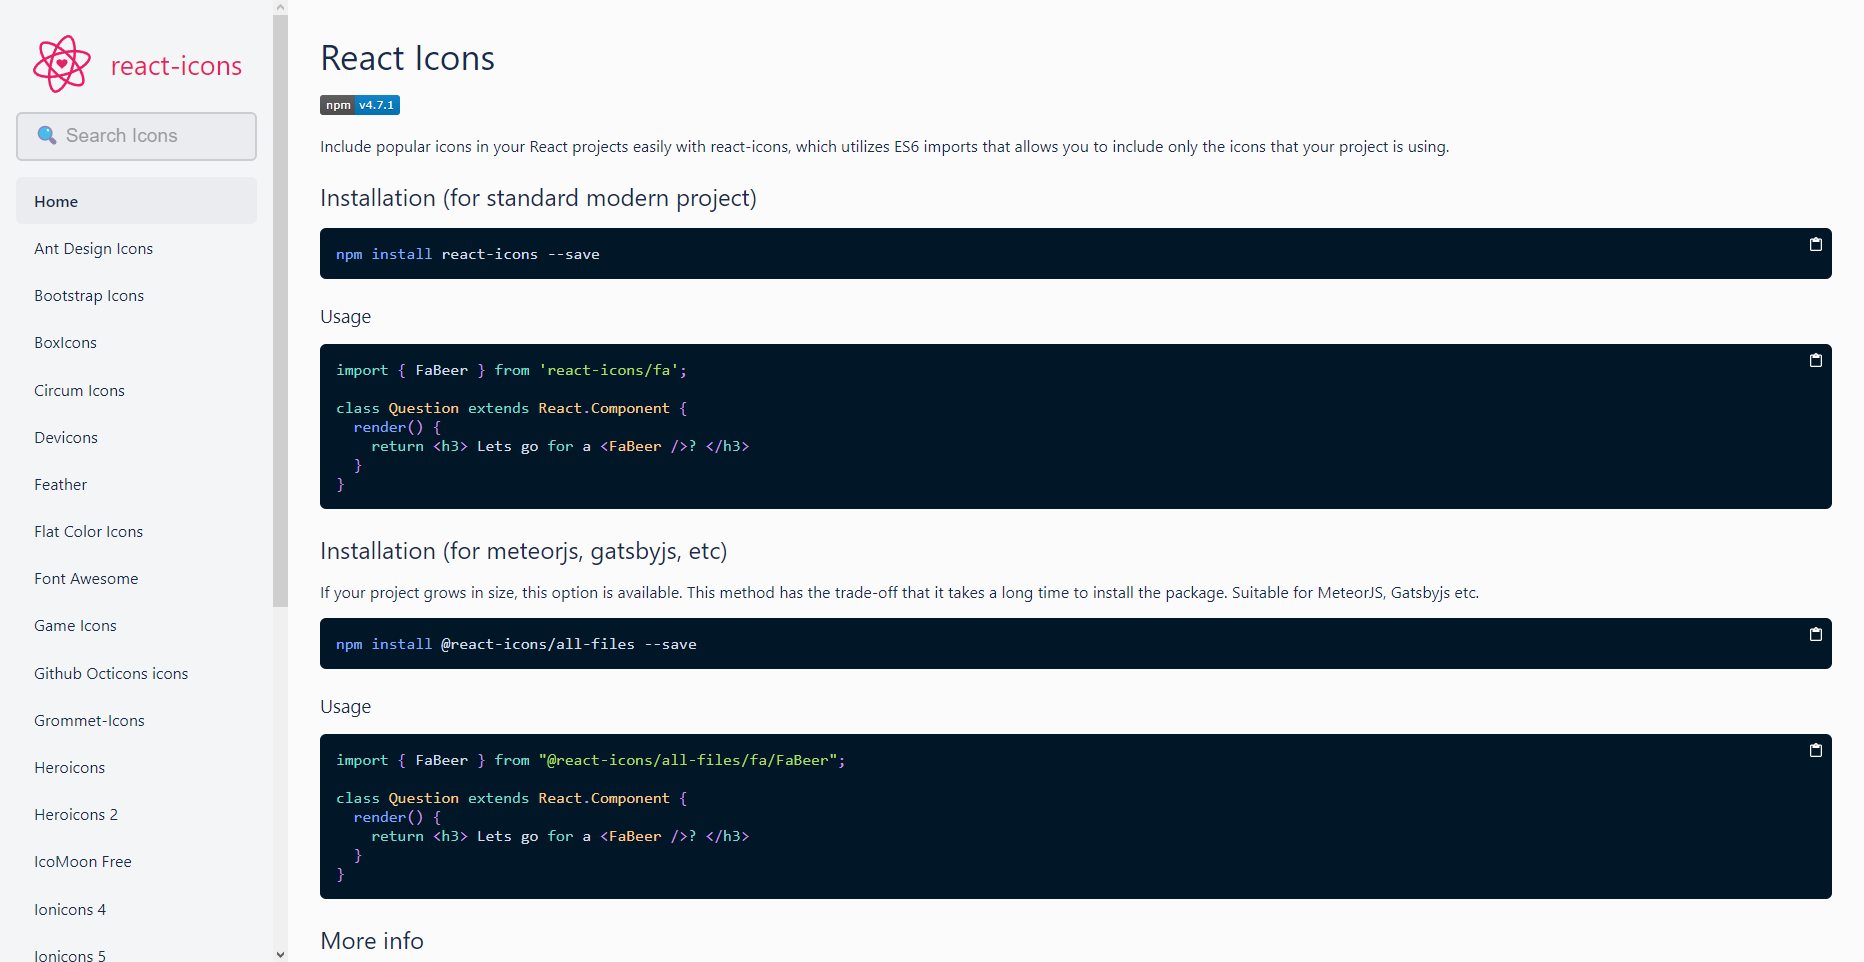 react-icons
Search Icons
Home
Ant Design Icons
Bootstrap Icons
BoxIcons
Circum Icons
Devicons
Feather
Flat Color Icons
Font Awesome
Game Icons
Github Octicons icons
Grommet-Icons
Heroicons
Heroicons 2
IcoMoon Free
Ionicons 4
Ionicons 5
React Icons
npm v4.7.1
Include popular icons in your React projects easily with react-icons, which utilizes ES6 imports that allows you to include only the icons that your project is using.
Installation (for standard modern project)
npm install react-icons --save
Usage
import { FaBeer } from 'react-icons/fa';
class Question extends React.Component {
render() {
return <h3> Lets go for a <FaBeer />? </h3>
}
}
Installation (for meteorjs, gatsbyjs, etc)
If your project grows in size, this option is available. This method has the trade-off that it takes a long time to install the package. Suitable for MeteorJS, Gatsbyjs etc.
npm install @react-icons/all-files --save
Usage
import { FaBeer } from "@react-icons/all-files/fa/FaBeer";
class Question extends React.Component {
render() {
return <h3> Lets go for a <FaBeer />? </h3>
}
}
More info